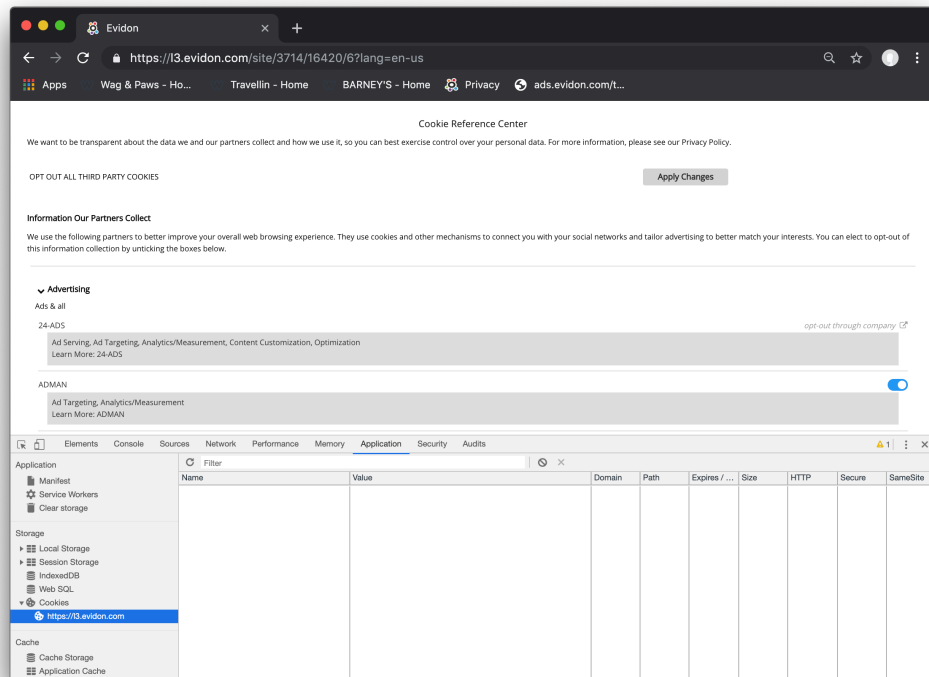 Evidon
https://l3.evidon.com/site/3714/16420/6?lang=en-us
Apps Wag & Paws - Ho... Travellin - Home BARNEY'S - Home Privacy ads.evidon.com/t...
Cookie Reference Center
We want to be transparent about the data we and our partners collect and how we use it, so you can best exercise control over your personal data. For more information, please see our Privacy Policy.
OPT OUT ALL THIRD PARTY COOKIES Apply Changes
Information Our Partners Collect
We use the following partners to better improve your overall web browsing experience. They use cookies and other mechanisms to connect you with your social networks and tailor advertising to better match your interests. You can elect to opt-out of
this information collection by unticking the boxes below.
Advertising
Ads & all
24-ADS opt-out through company
Ad Serving, Ad Targeting, Analytics/Measurement, Content Customization, Optimization
Learn More: 24-ADS
ADMAN
Ad Targeting, Analytics/Measurement
Learn More: ADMAN
Elements Console Sources Network Performance Memory Application Security Audits 1
Application Filter
Name Value Domain Path Expires / ... Size HTTP Secure SameSite
Manifest
Service Workers
Clear storage
Storage
Local Storage
Session Storage
IndexedDB
Web SQL
Cookies
https://l3.evidon.com
Cache
Cache Storage
Application Cache